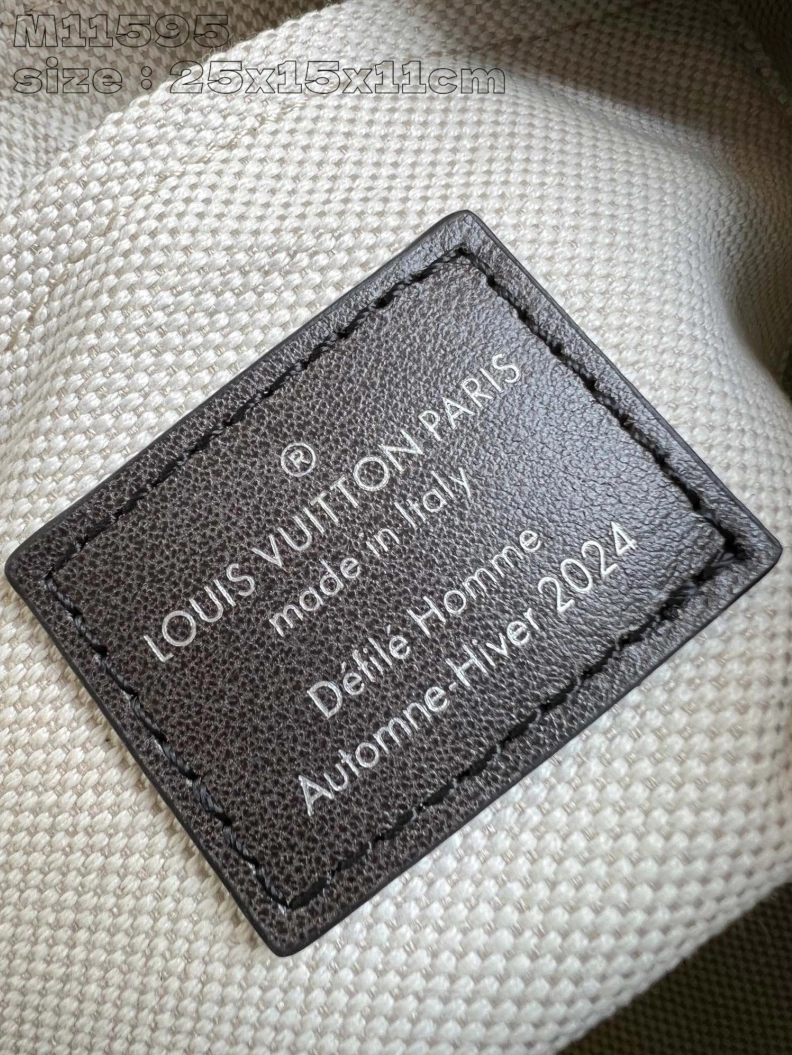 M11595
size : 25x15x11cm
®
LOUIS VUITTON PARIS
made in Italy
Défilé Homme
Automne-Hiver 2024